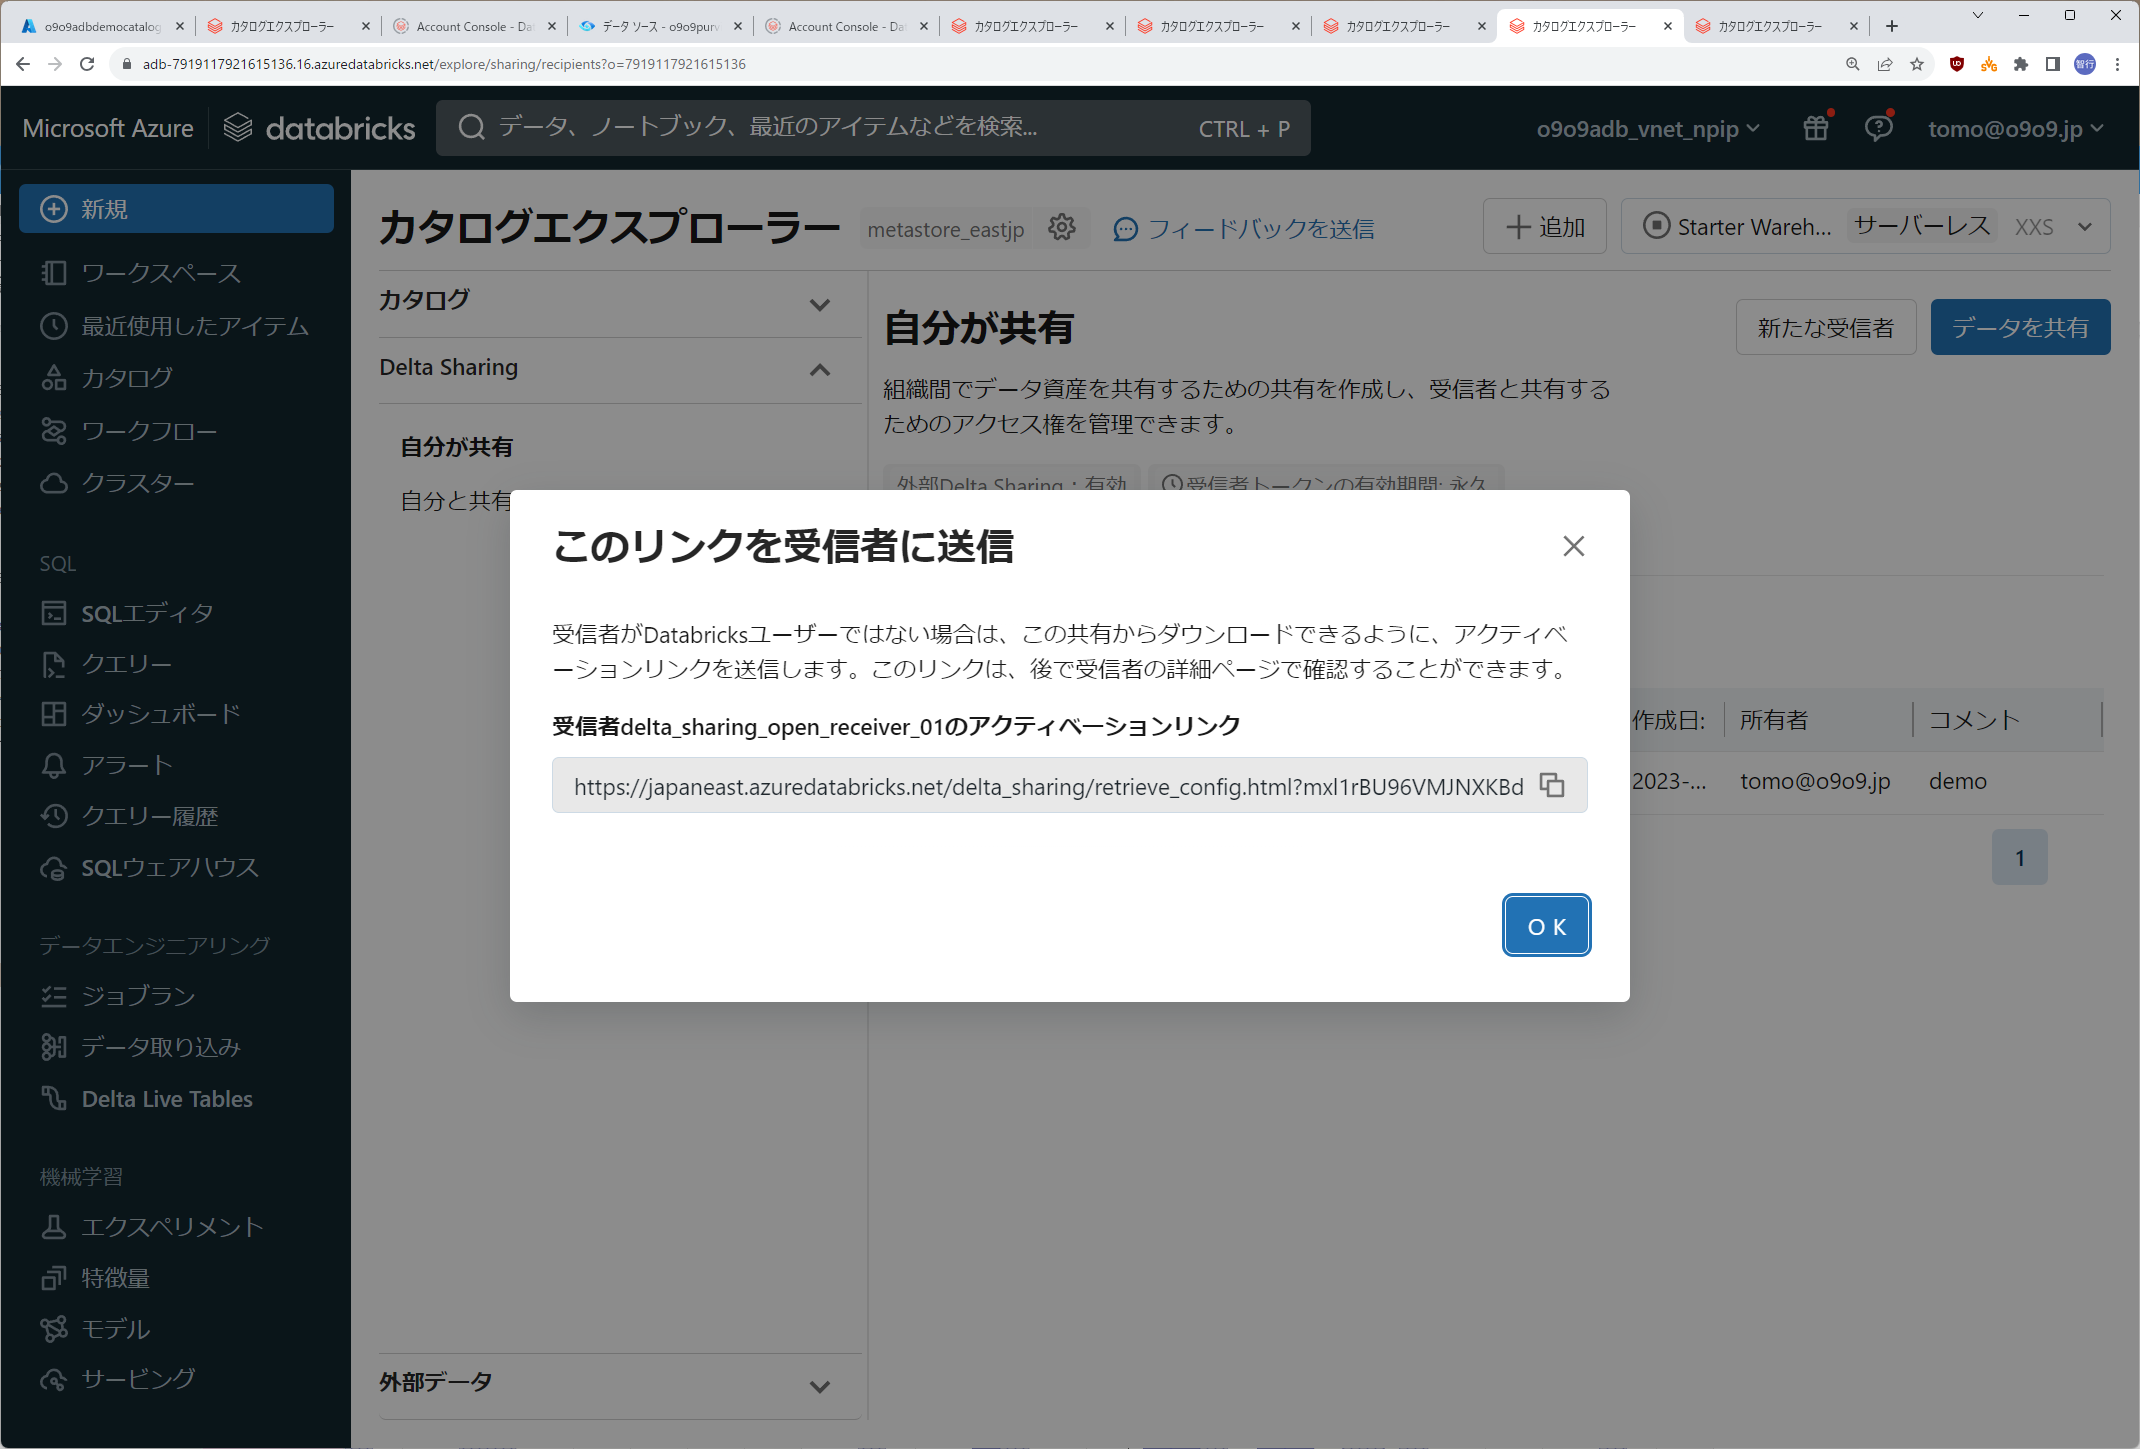 o9o9adbdemocatalog
カタログエクスプローラー
Account Console - Da
データ ソース - o9o9purv
Account Console - Da
カタログエクスプローラー
カタログエクスプローラー
カタログエクスプローラー
カタログエクスプローラー
カタログエクスプローラー
adb-7919117921615136.16.azuredatabricks.net/explore/sharing/recipients?o=7919117921615136
智行
Microsoft Azure
databricks
データ、ノートブック、最近のアイテムなどを検索...
CTRL + P
o9o9adb_vnet_npip
tomo@o9o9.jp
新規
ワークスペース
最近使用したアイテム
カタログ
ワークフロー
クラスター
SQL
SQLエディタ
クエリー
ダッシュボード
アラート
クエリー履歴
SQLウェアハウス
データエンジニアリング
ジョブラン
データ取り込み
Delta Live Tables
機械学習
エクスペリメント
特徴量
モデル
サービング
カタログエクスプローラー
metastore_eastjp
フィードバックを送信
追加
Starter Wareh...
サーバーレス
XXS
カタログ
Delta Sharing
自分が共有
自分と共有
外部データ
自分が共有
新たな受信者
データを共有
組織間でデータ資産を共有するための共有を作成し、受信者と共有する
ためのアクセス権を管理できます。
外部Delta Sharing：有効
受信者トークンの有効期間: 永久
作成日:
所有者
コメント
2023-...
tomo@o9o9.jp
demo
1
このリンクを受信者に送信
受信者がDatabricksユーザーではない場合は、この共有からダウンロードできるように、アクティベ
ーションリンクを送信します。このリンクは、後で受信者の詳細ページで確認することができます。
受信者delta_sharing_open_receiver_01のアクティベーションリンク
https://japaneast.azuredatabricks.net/delta_sharing/retrieve_config.html?mxl1rBU96VMJNXKBd
OK